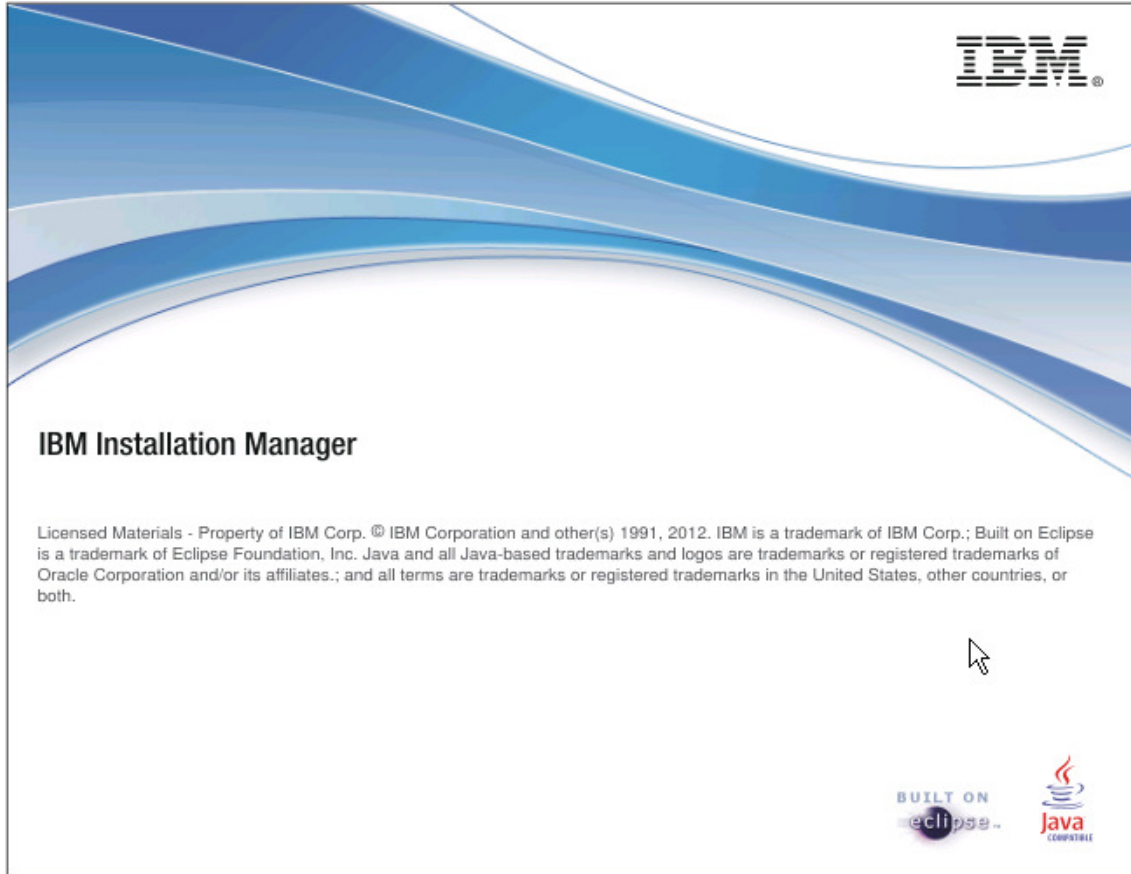 IBM®
IBM Installation Manager
Licensed Materials - Property of IBM Corp. © IBM Corporation and other(s) 1991, 2012. IBM is a trademark of IBM Corp.; Built on Eclipse
is a trademark of Eclipse Foundation, Inc. Java and all Java-based trademarks and logos are trademarks or registered trademarks of
Oracle Corporation and/or its affiliates.; and all terms are trademarks or registered trademarks in the United States, other countries, or
both.
BUILT ON
eclipse™
Java
COMPATIBLE